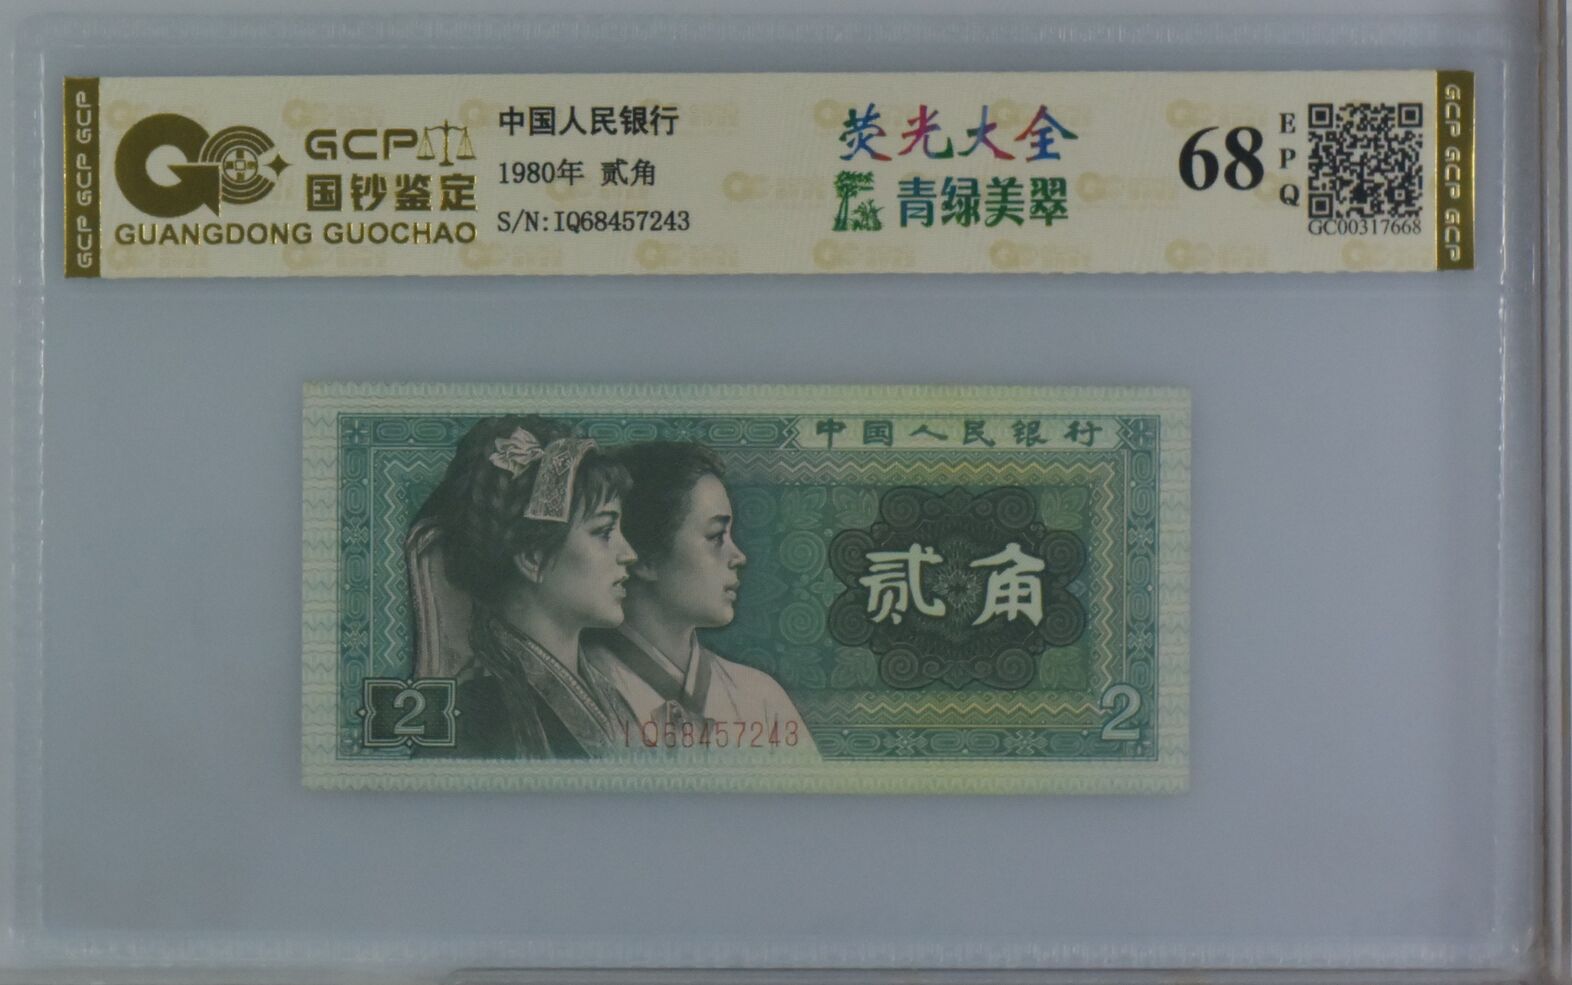 GCP GCP GCP
GCP
国钞鉴定
GUANGDONG GUOCHAO
中国人民银行
1980年 贰角
S/N:IQ68457243
荧光大全
青绿美翠
68
EPQ
GC00317668
GCP GCP GCP
中国人民银行
贰角
2
IQ68457243
2